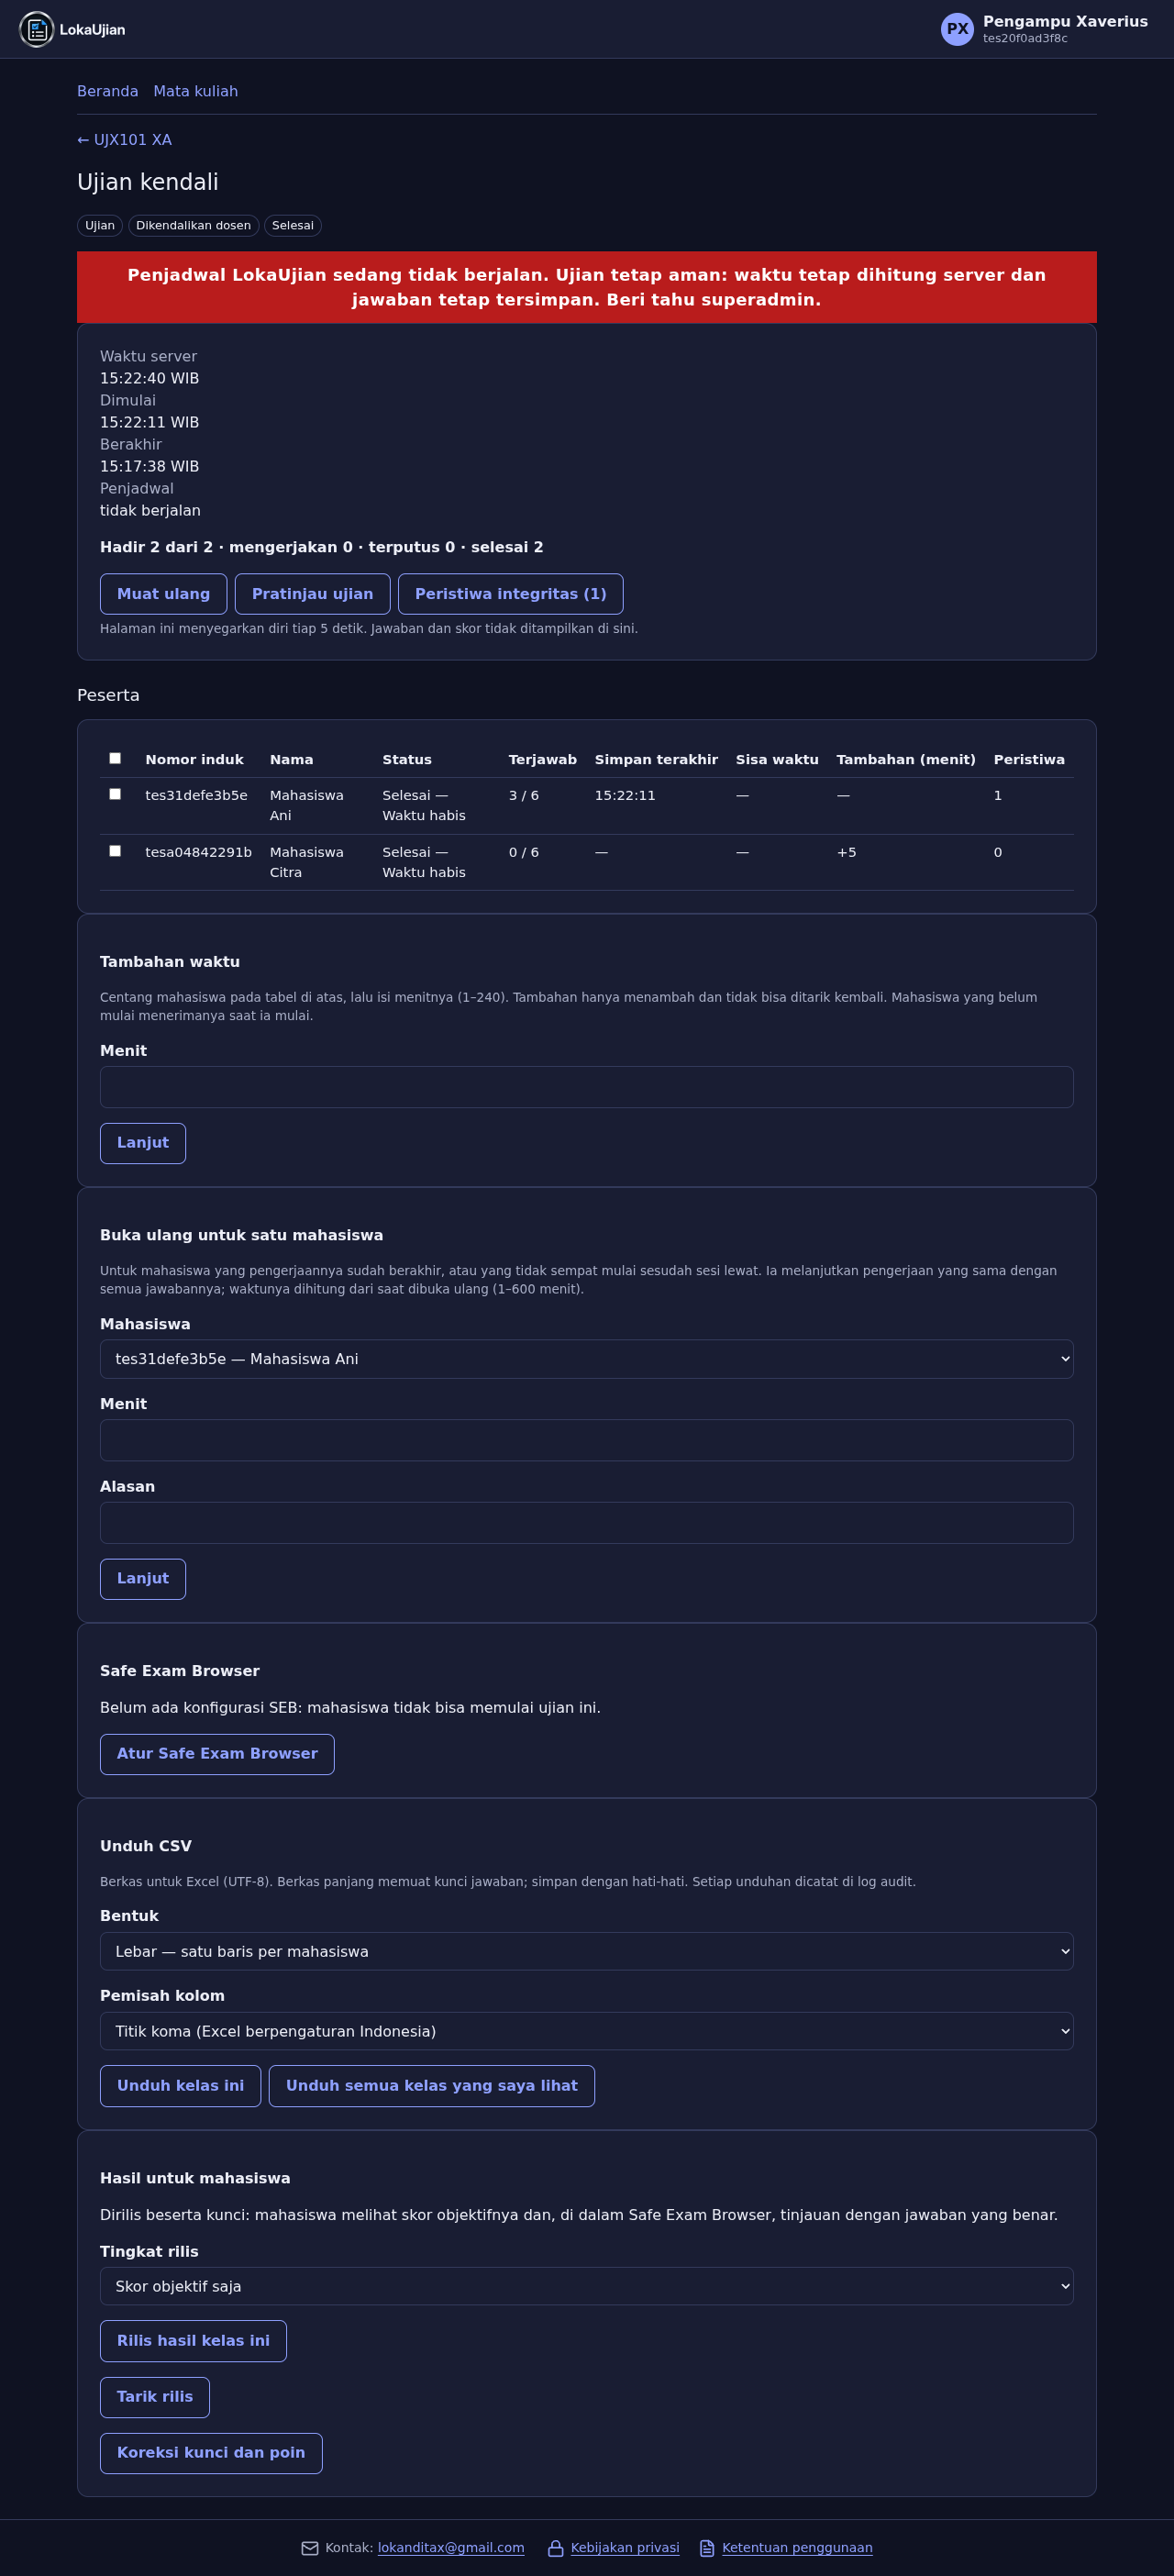 LokaUjian
PX
Pengampu Xaverius
tes20f0ad3f8c
Beranda Mata kuliah
← UJX101 XA
Ujian kendali
Ujian Dikendalikan dosen Selesai
Penjadwal LokaUjian sedang tidak berjalan. Ujian tetap aman: waktu tetap dihitung server dan
jawaban tetap tersimpan. Beri tahu superadmin.
Waktu server
15:22:40 WIB
Dimulai
15:22:11 WIB
Berakhir
15:17:38 WIB
Penjadwal
tidak berjalan
Hadir 2 dari 2 · mengerjakan 0 · terputus 0 · selesai 2
Muat ulang Pratinjau ujian Peristiwa integritas (1)
Halaman ini menyegarkan diri tiap 5 detik. Jawaban dan skor tidak ditampilkan di sini.
Peserta
Nomor induk Nama Status Terjawab Simpan terakhir Sisa waktu Tambahan (menit) Peristiwa
tes31defe3b5e Mahasiswa Ani Selesai — Waktu habis 3 / 6 15:22:11 — — 1
tesa04842291b Mahasiswa Citra Selesai — Waktu habis 0 / 6 — — +5 0
Tambahan waktu
Centang mahasiswa pada tabel di atas, lalu isi menitnya (1–240). Tambahan hanya menambah dan tidak bisa ditarik kembali. Mahasiswa yang belum
mulai menerimanya saat ia mulai.
Menit
Lanjut
Buka ulang untuk satu mahasiswa
Untuk mahasiswa yang pengerjaannya sudah berakhir, atau yang tidak sempat mulai sesudah sesi lewat. Ia melanjutkan pengerjaan yang sama dengan
semua jawabannya; waktunya dihitung dari saat dibuka ulang (1–600 menit).
Mahasiswa
tes31defe3b5e — Mahasiswa Ani
Menit
Alasan
Lanjut
Safe Exam Browser
Belum ada konfigurasi SEB: mahasiswa tidak bisa memulai ujian ini.
Atur Safe Exam Browser
Unduh CSV
Berkas untuk Excel (UTF-8). Berkas panjang memuat kunci jawaban; simpan dengan hati-hati. Setiap unduhan dicatat di log audit.
Bentuk
Lebar — satu baris per mahasiswa
Pemisah kolom
Titik koma (Excel berpengaturan Indonesia)
Unduh kelas ini Unduh semua kelas yang saya lihat
Hasil untuk mahasiswa
Dirilis beserta kunci: mahasiswa melihat skor objektifnya dan, di dalam Safe Exam Browser, tinjauan dengan jawaban yang benar.
Tingkat rilis
Skor objektif saja
Rilis hasil kelas ini
Tarik rilis
Koreksi kunci dan poin
Kontak: lokanditax@gmail.com Kebijakan privasi Ketentuan penggunaan